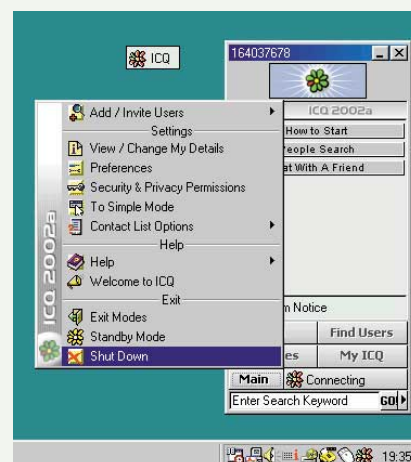 ICQ
164037678
ICQ 2002a
How to Start
People Search
at With A Friend
Add / Invite Users
Settings
View / Change My Details
Preferences
Security & Privacy Permissions
To Simple Mode
Contact List Options
Help
Help
Welcome to ICQ
Exit
Exit Modes
Standby Mode
Shut Down
ICQ 2002a
m Notice
Find Users
es
My ICQ
Main
Connecting
Enter Search Keyword
GO!
19:35